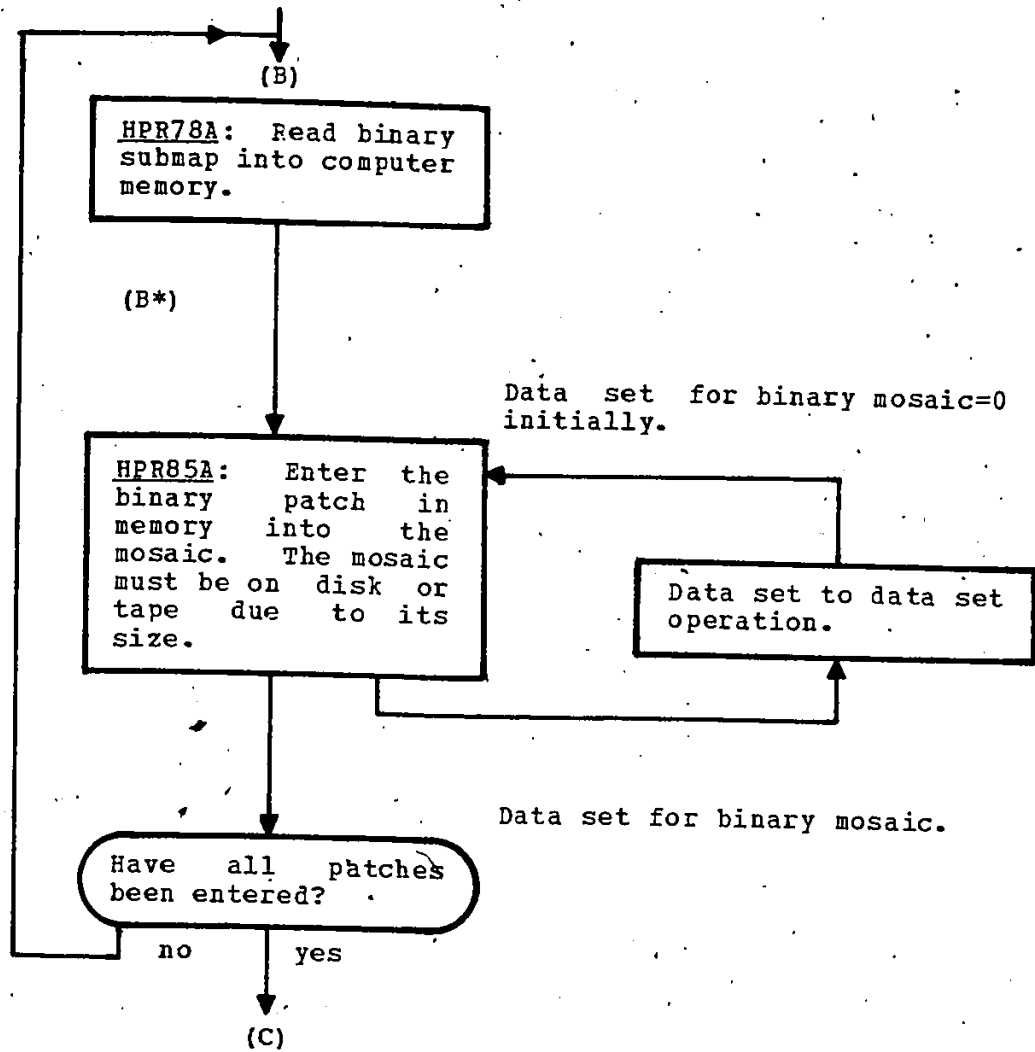 (B)
HPR78A: Read binary
submap into computer
memory.
(B*)
Data set for binary mosaic=0
initially.
HPR85A: Enter the
binary patch in
memory into the
mosaic. The mosaic
must be on disk or
tape due to its
size.
Data set to data set
operation.
Data set for binary mosaic.
Have all patches
been entered?
no yes
(C)